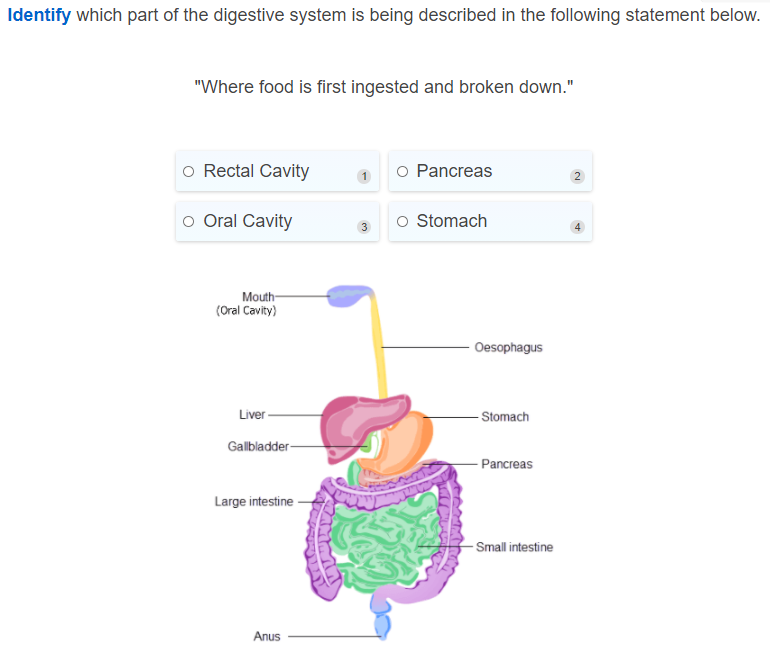 Identify which part of the digestive system is being described in the following statement below.
"Where food is first ingested and broken down."
Rectal Cavity 1
Pancreas 2
Oral Cavity 3
Stomach 4
Mouth
(Oral Cavity)
Oesophagus
Liver
Stomach
Gallbladder
Pancreas
Large intestine
Small intestine
Anus